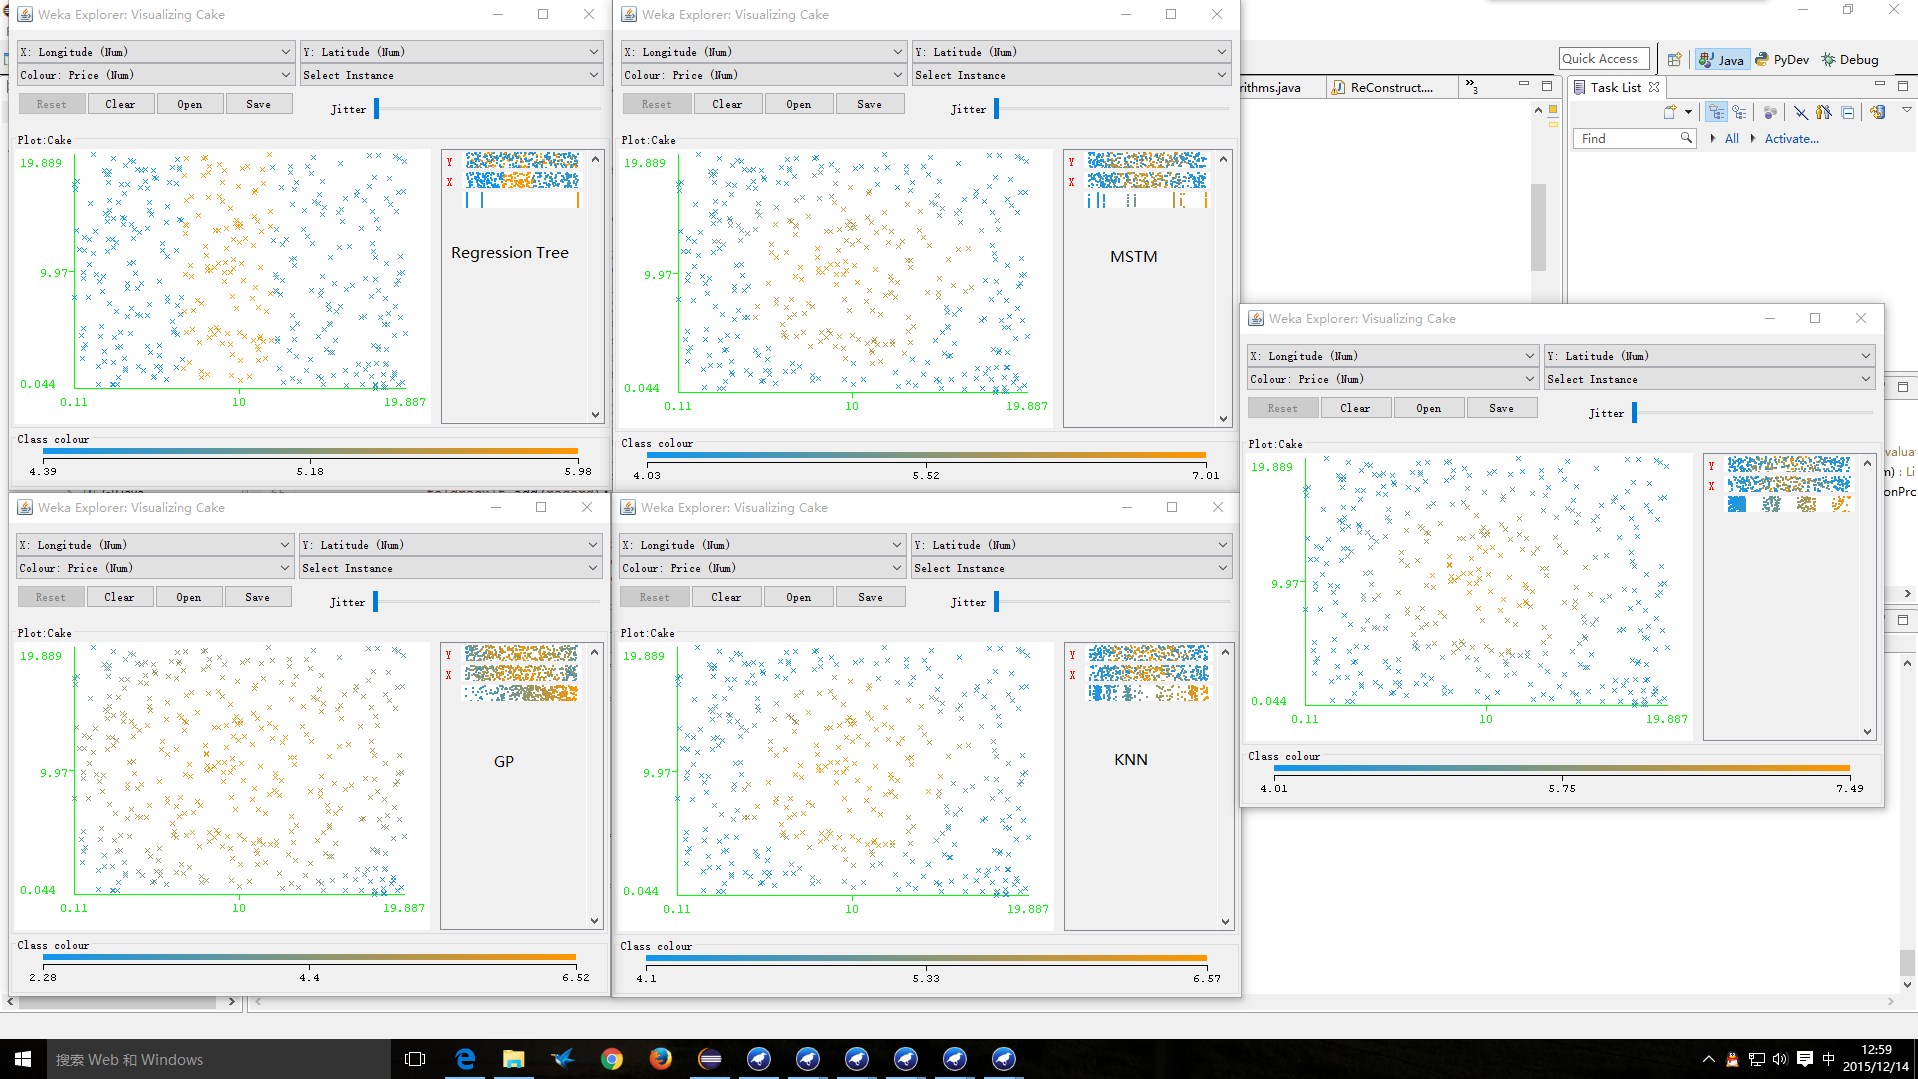 Weka Explorer: Visualizing Cake
X: Longitude (Num)
Y: Latitude (Num)
Colour: Price (Num)
Select Instance
Reset
Clear
Open
Save
Jitter
Plot:Cake
19.889
9.97
0.044
0.11
10
19.887
Y
X
Regression Tree
Class colour
4.39
5.18
5.98
Weka Explorer: Visualizing Cake
X: Longitude (Num)
Y: Latitude (Num)
Colour: Price (Num)
Select Instance
Reset
Clear
Open
Save
Jitter
Plot:Cake
19.889
9.97
0.044
0.11
10
19.887
Y
X
MSTM
Class colour
4.03
5.52
7.01
Quick Access
Java
PyDev
Debug
rithms.java
ReConstruct....
3
Task List
Find
All
Activate...
Weka Explorer: Visualizing Cake
X: Longitude (Num)
Y: Latitude (Num)
Colour: Price (Num)
Select Instance
Reset
Clear
Open
Save
Jitter
Plot:Cake
19.889
9.97
0.044
0.11
10
19.887
Y
X
Class colour
4.01
5.75
7.49
valuat
m) : Li
onPro
Weka Explorer: Visualizing Cake
X: Longitude (Num)
Y: Latitude (Num)
Colour: Price (Num)
Select Instance
Reset
Clear
Open
Save
Jitter
Plot:Cake
19.889
9.97
0.044
0.11
10
19.887
Y
X
GP
Class colour
2.28
4.4
6.52
Weka Explorer: Visualizing Cake
X: Longitude (Num)
Y: Latitude (Num)
Colour: Price (Num)
Select Instance
Reset
Clear
Open
Save
Jitter
Plot:Cake
19.889
9.97
0.044
0.11
10
19.887
Y
X
KNN
Class colour
4.1
5.33
6.57
搜索 Web 和 Windows
中
12:59
2015/12/14